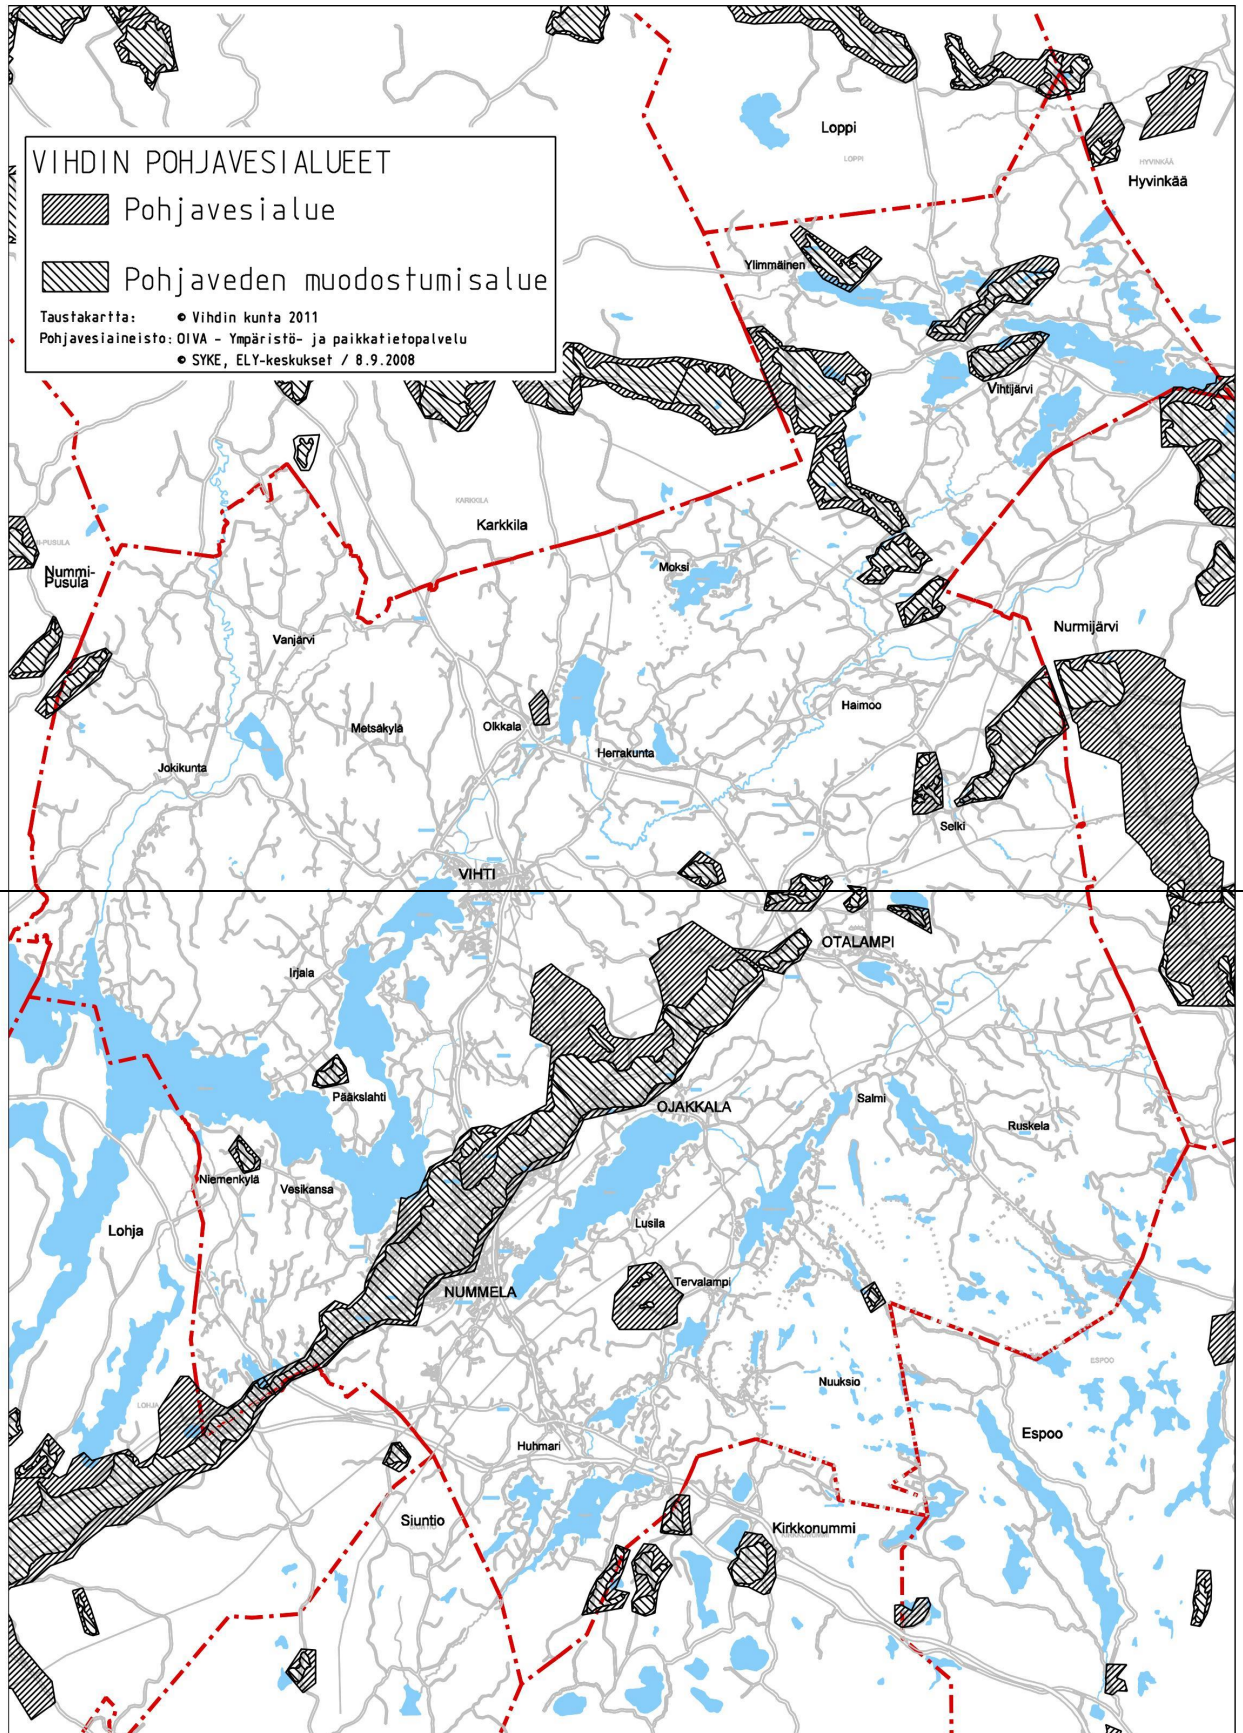 VIHDIN POHJAVESIALUEET
Pohjavesialue
Pohjaveden muodostumisalue
Taustakartta: © Vihdin kunta 2011
Pohjavesiaineisto: OIVA - Ympäristö- ja paikkatietopalvelu
© SYKE, ELY-keskukset / 8.9.2008
Loppi
LOPPI
HYVINKÄÄ
Hyvinkää
Ylimmäinen
Vihtijärvi
KARKKILA
Karkkila
Nummi-
Pusula
Moksi
Nurmijärvi
Vanjärvi
Haimoo
Metsäkylä
Olkkala
Herrakunta
Jokikunta
Selki
VIHTI
OTALAMPI
Irjala
Pääkslahti
OJAKKALA
Salmi
Ruskela
Niemenkylä
Vesikansa
Lohja
Lusila
Tervalampi
NUMMELA
ESPOO
Nuuksio
LOHJA
Espoo
Huhmari
Siuntio
SIUNTIO
Kirkkonummi